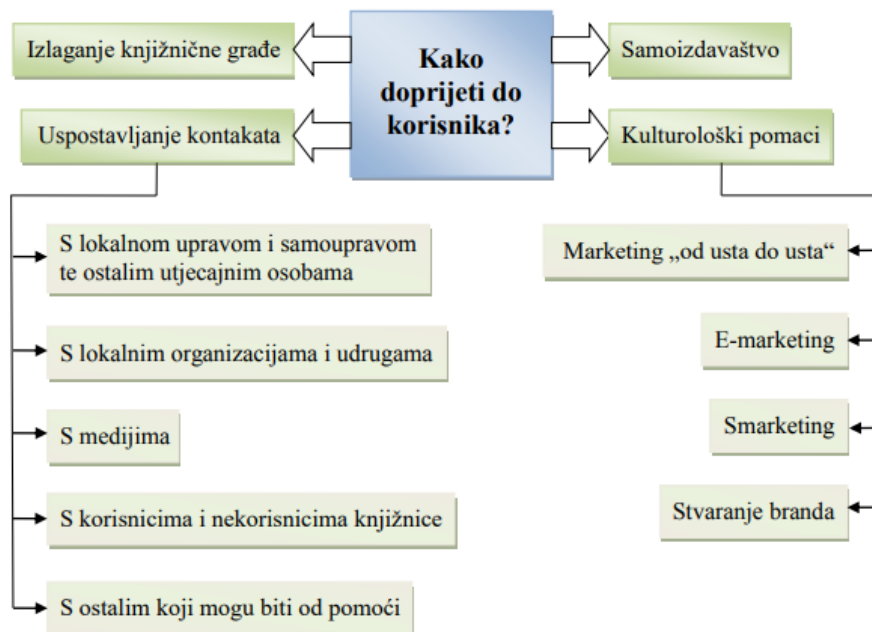 Kako
doprijeti do
korisnika?
Izlaganje knjižnične građe
Samoizdavaštvo
Uspostavljanje kontakata
Kulturološki pomaci
S lokalnom upravom i samoupravom
te ostalim utjecajnim osobama
S lokalnim organizacijama i udrugama
S medijima
S korisnicima i nekorisnicima knjižnice
S ostalim koji mogu biti od pomoći
Marketing „od usta do usta“
E-marketing
Smarketing
Stvaranje branda